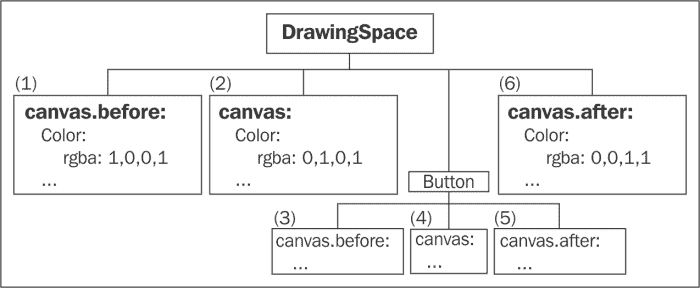 DrawingSpace
(1)
canvas.before:
Color:
rgba: 1,0,0,1
...
(2)
canvas:
Color:
rgba: 0,1,0,1
...
(6)
canvas.after:
Color:
rgba: 0,0,1,1
...
Button
(3)
canvas.before:
...
(4)
canvas:
...
(5)
canvas.after:
...